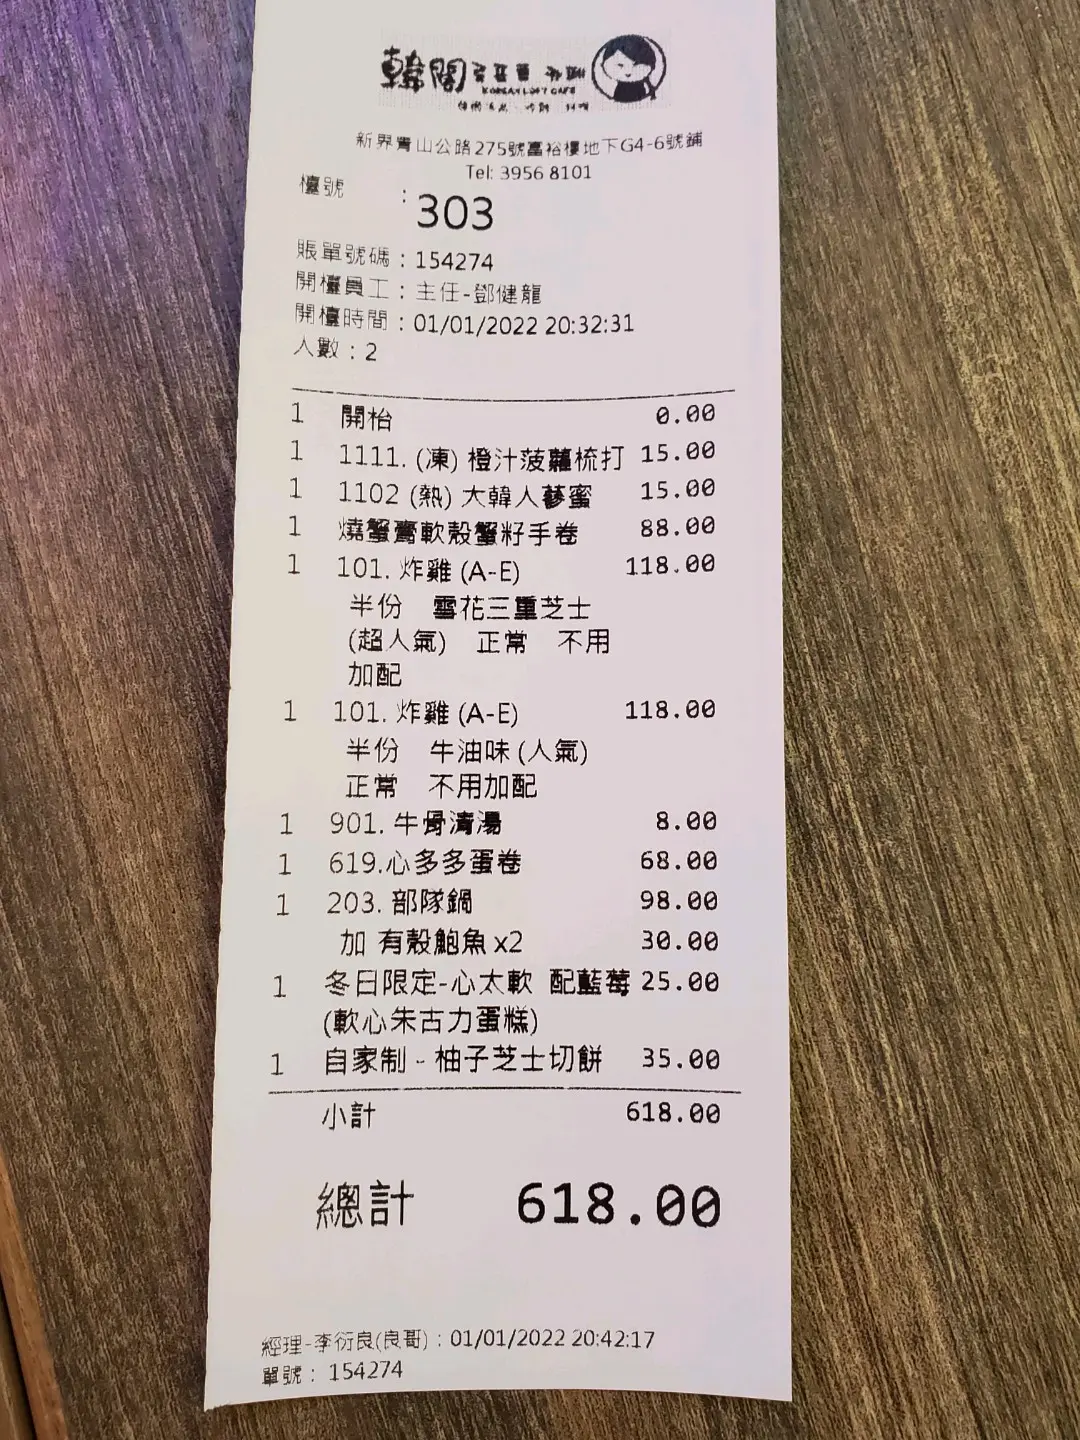 韓閣
KOREAN LOFT CAFE
新界青山公路275號富裕樓地下G4-6號鋪
Tel: 3956 8101
檯號 : 303
賬單號碼 : 154274
開檯員工 : 主任-鄧健龍
開檯時間 : 01/01/2022 20:32:31
人數 : 2
1 開枱 0.00
1 1111. (凍) 橙汁菠蘿梳打 15.00
1 1102 (熱) 大韓人蔘蜜 15.00
1 燒蟹膏軟殼蟹籽手卷 88.00
1 101. 炸雞 (A-E) 118.00
半份 雪花三重芝士
(超人氣) 正常 不用
加配
1 101. 炸雞 (A-E) 118.00
半份 牛油味 (人氣)
正常 不用加配
1 901. 牛骨清湯 8.00
1 619.心多多蛋卷 68.00
1 203. 部隊鍋 98.00
加 有殼鮑魚 x2 30.00
1 冬日限定-心太軟 配藍莓 25.00
(軟心朱古力蛋糕)
1 自家制 - 柚子芝士切餅 35.00
小計 618.00
總計 618.00
經理-李衍良(良哥) : 01/01/2022 20:42:17
單號 : 154274